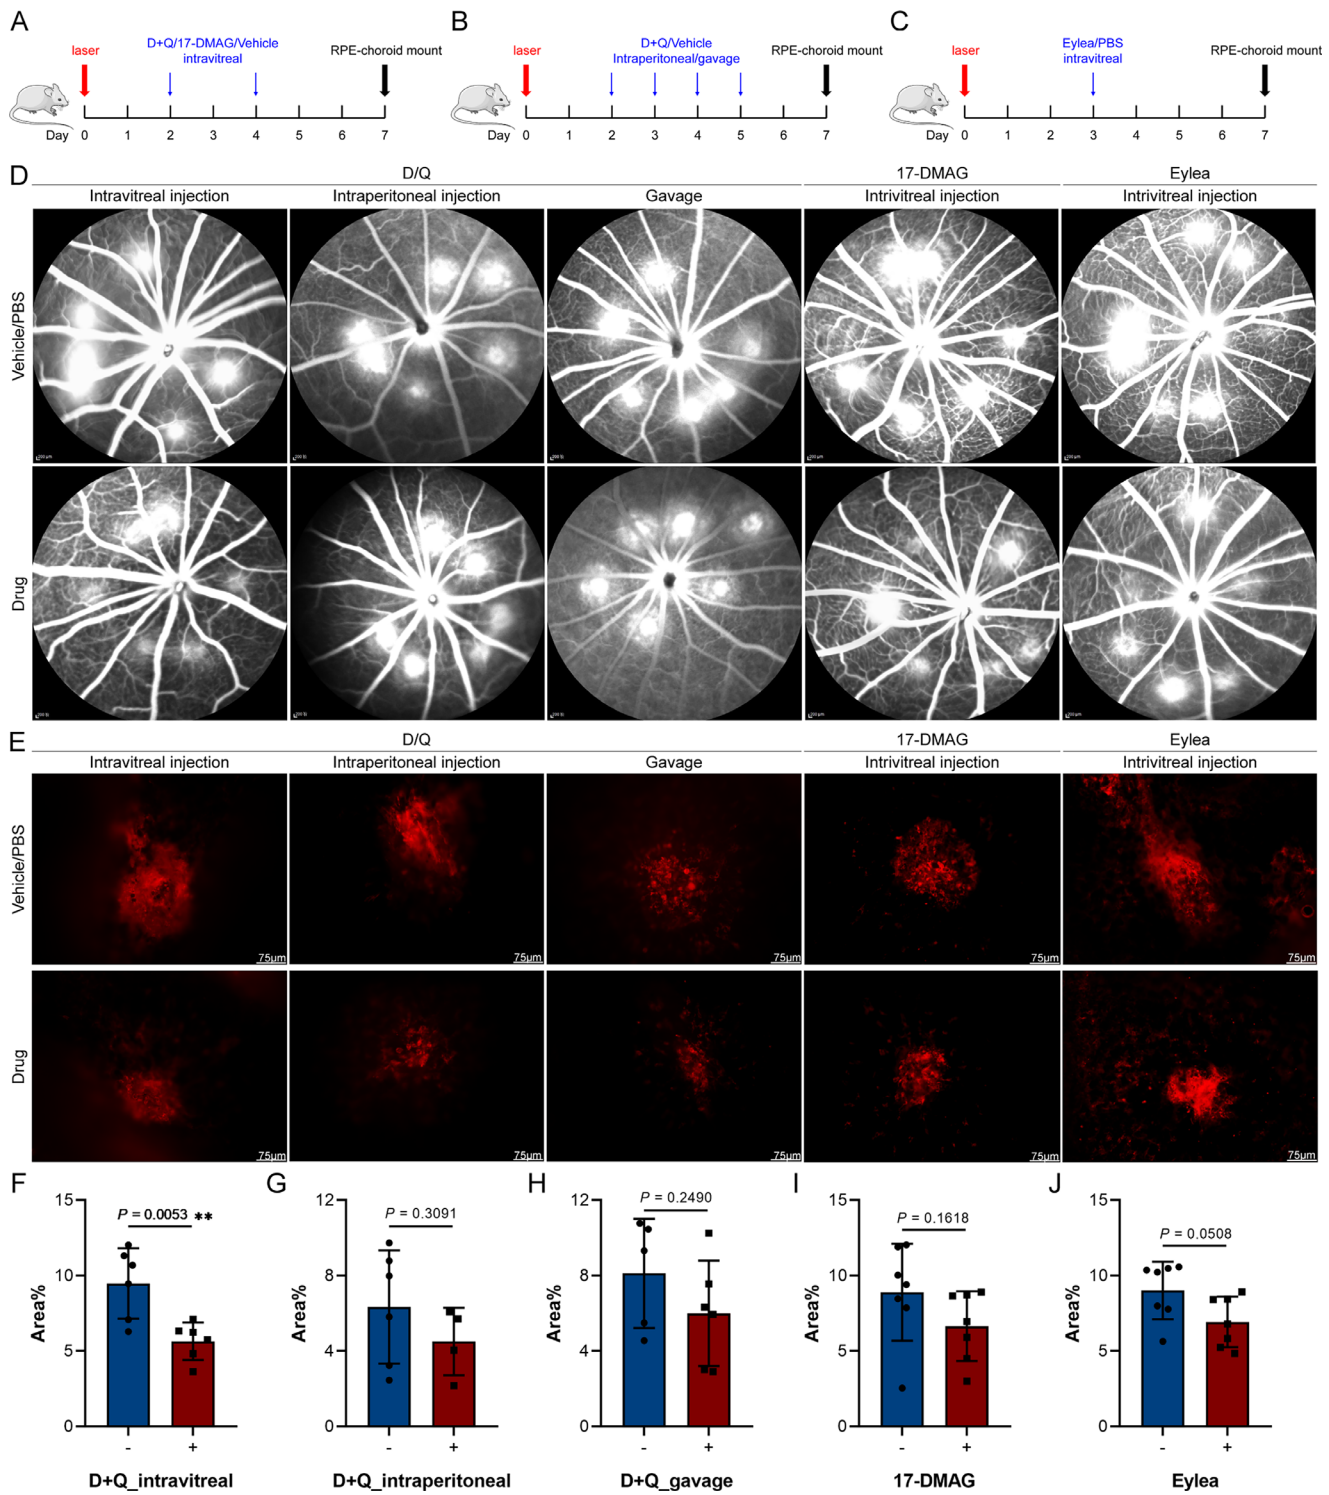 A
laser
D+Q/17-DMAG/Vehicle
intravitreal
RPE-choroid mount
Day
0 1 2 3 4 5 6 7
B
laser
D+Q/Vehicle
Intraperitoneal/gavage
RPE-choroid mount
Day
0 1 2 3 4 5 6 7
C
laser
Eylea/PBS
intravitreal
RPE-choroid mount
Day
0 1 2 3 4 5 6 7
D
D/Q 17-DMAG Eylea
Intravitreal injection Intraperitoneal injection Gavage Intrivitreal injection Intrivitreal injection
Vehicle/PBS
Drug
E
D/Q 17-DMAG Eylea
Intravitreal injection Intraperitoneal injection Gavage Intrivitreal injection Intrivitreal injection
Vehicle/PBS
75μm 75μm 75μm 75μm 75μm
Drug
75μm 75μm 75μm 75μm 75μm
F
P = 0.0053 **
Area%
15
10
5
0
- +
D+Q_intravitreal
G
P = 0.3091
Area%
12
8
4
0
- +
D+Q_intraperitoneal
H
P = 0.2490
Area%
12
8
4
0
- +
D+Q_gavage
I
P = 0.1618
Area%
15
10
5
0
- +
17-DMAG
J
P = 0.0508
Area%
15
10
5
0
- +
Eylea